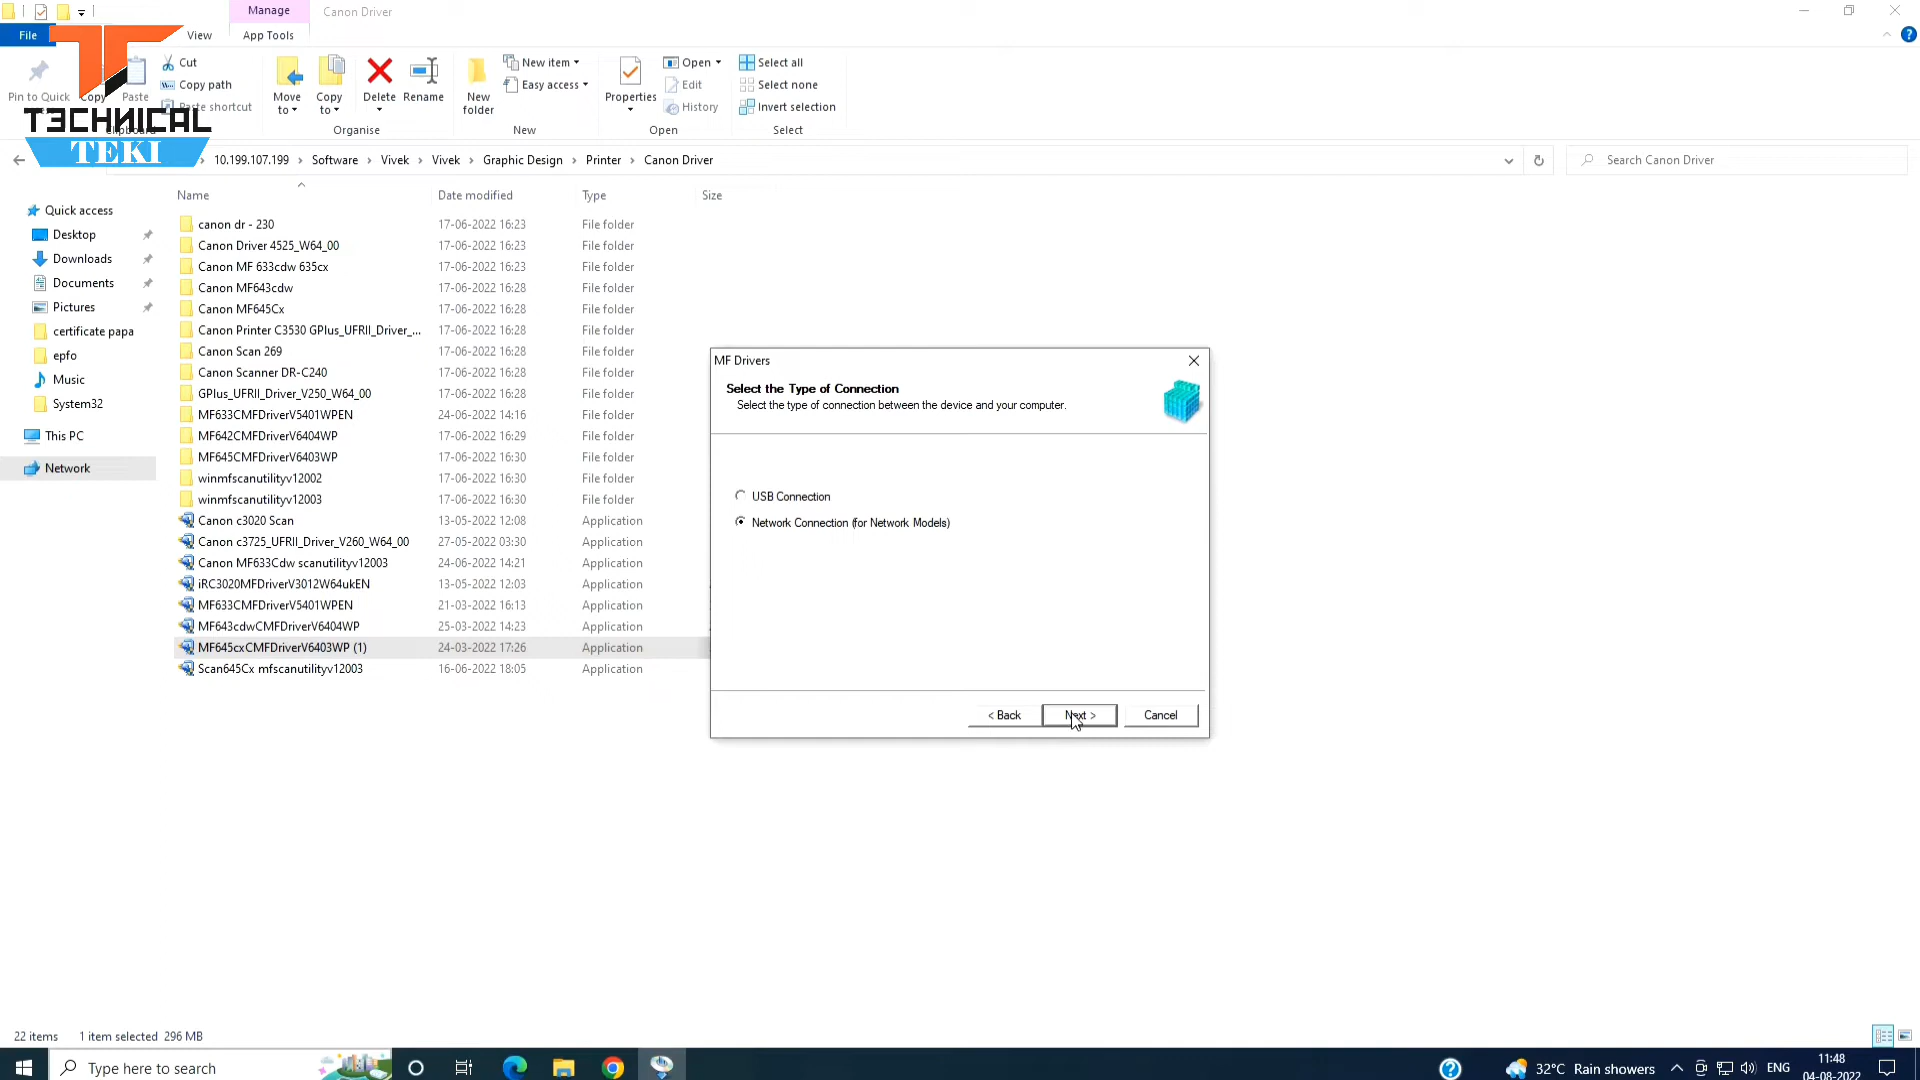 Manage
Canon Driver
File
View
App Tools
Pin to Quick
Copy
Paste
Cut
Copy path
Paste shortcut
Clipboard
Move to
Copy to
Delete
Rename
Organise
New folder
New item
Easy access
New
Properties
Open
Edit
History
Open
Select all
Select none
Invert selection
Select
TECHNICAL
TEKI
10.199.107.199 > Software > Vivek > Vivek > Graphic Design > Printer > Canon Driver
Search Canon Driver
Name Date modified Type Size
Quick access
Desktop
Downloads
Documents
Pictures
certificate papa
epfo
Music
System32
This PC
Network
canon dr - 230 17-06-2022 16:23 File folder
Canon Driver 4525_W64_00 17-06-2022 16:23 File folder
Canon MF 633cdw 635cx 17-06-2022 16:23 File folder
Canon MF643cdw 17-06-2022 16:28 File folder
Canon MF645Cx 17-06-2022 16:28 File folder
Canon Printer C3530 GPlus_UFRII_Driver_... 17-06-2022 16:28 File folder
Canon Scan 269 17-06-2022 16:28 File folder
Canon Scanner DR-C240 17-06-2022 16:28 File folder
GPlus_UFRII_Driver_V250_W64_00 17-06-2022 16:28 File folder
MF633CMFDriverV5401WPEN 24-06-2022 14:16 File folder
MF642CMFDriverV6404WP 17-06-2022 16:29 File folder
MF645CMFDriverV6403WP 17-06-2022 16:30 File folder
winmfscanutilityv12002 17-06-2022 16:30 File folder
winmfscanutilityv12003 17-06-2022 16:30 File folder
Canon c3020 Scan 13-05-2022 12:08 Application
Canon c3725_UFRII_Driver_V260_W64_00 27-05-2022 03:30 Application
Canon MF633Cdw scanutilityv12003 24-06-2022 14:21 Application
iRC3020MFDriverV3012W64ukEN 13-05-2022 12:03 Application
MF633CMFDriverV5401WPEN 21-03-2022 16:13 Application
MF643cdwCMFDriverV6404WP 25-03-2022 14:23 Application
MF645cxCMFDriverV6403WP (1) 24-03-2022 17:26 Application
Scan645Cx mfscanutilityv12003 16-06-2022 18:05 Application
MF Drivers
Select the Type of Connection
Select the type of connection between the device and your computer.
USB Connection
Network Connection (for Network Models)
< Back
Next >
Cancel
22 items 1 item selected 296 MB
Type here to search
32°C Rain showers
ENG
11:48
04-08-2022